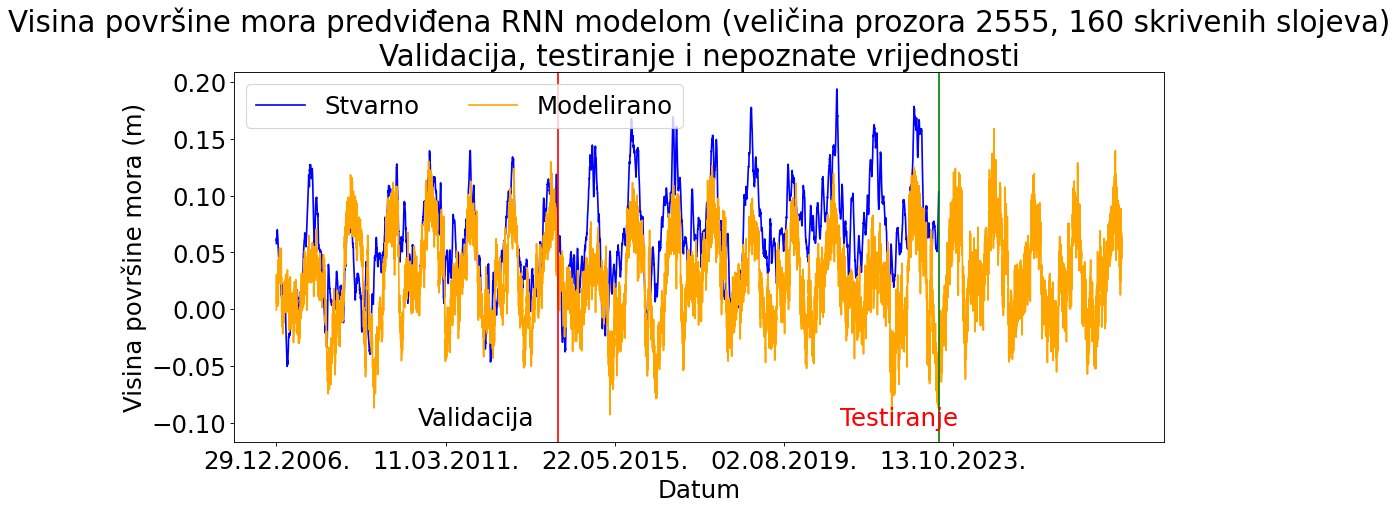 Visina površine mora predviđena RNN modelom (veličina prozora 2555, 160 skrivenih slojeva)
Validacija, testiranje i nepoznate vrijednosti
Stvarno Modelirano
Visina površine mora (m)
0.20
0.15
0.10
0.05
0.00
−0.05
−0.10
Validacija Testiranje
29.12.2006. 11.03.2011. 22.05.2015. 02.08.2019. 13.10.2023.
Datum